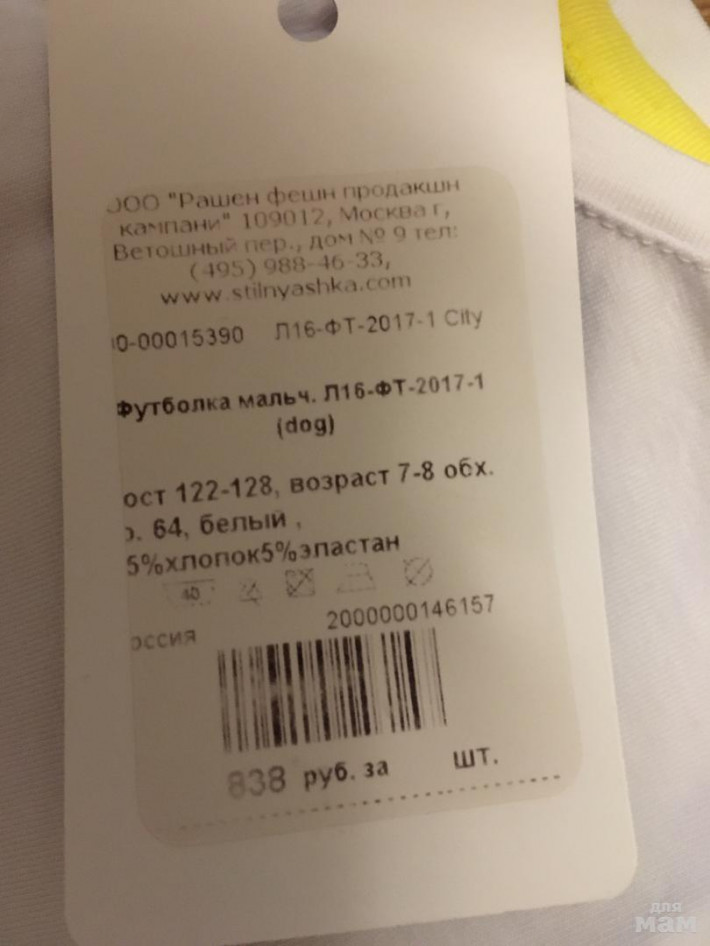 ООО "Рашен фешн продакшн
кампани" 109012, Москва г,
Ветошный пер., дом № 9 тел:
(495) 988-46-33,
www.stilnyashka.com
0-00015390 Л16-ФТ-2017-1 City
Футболка мальч. Л16-ФТ-2017-1
(dog)
ост 122-128, возраст 7-8 обх.
. 64, белый ,
5%хлопок5%эластан
40
2000000146157
оссия
838 руб. за шт.
для
мам